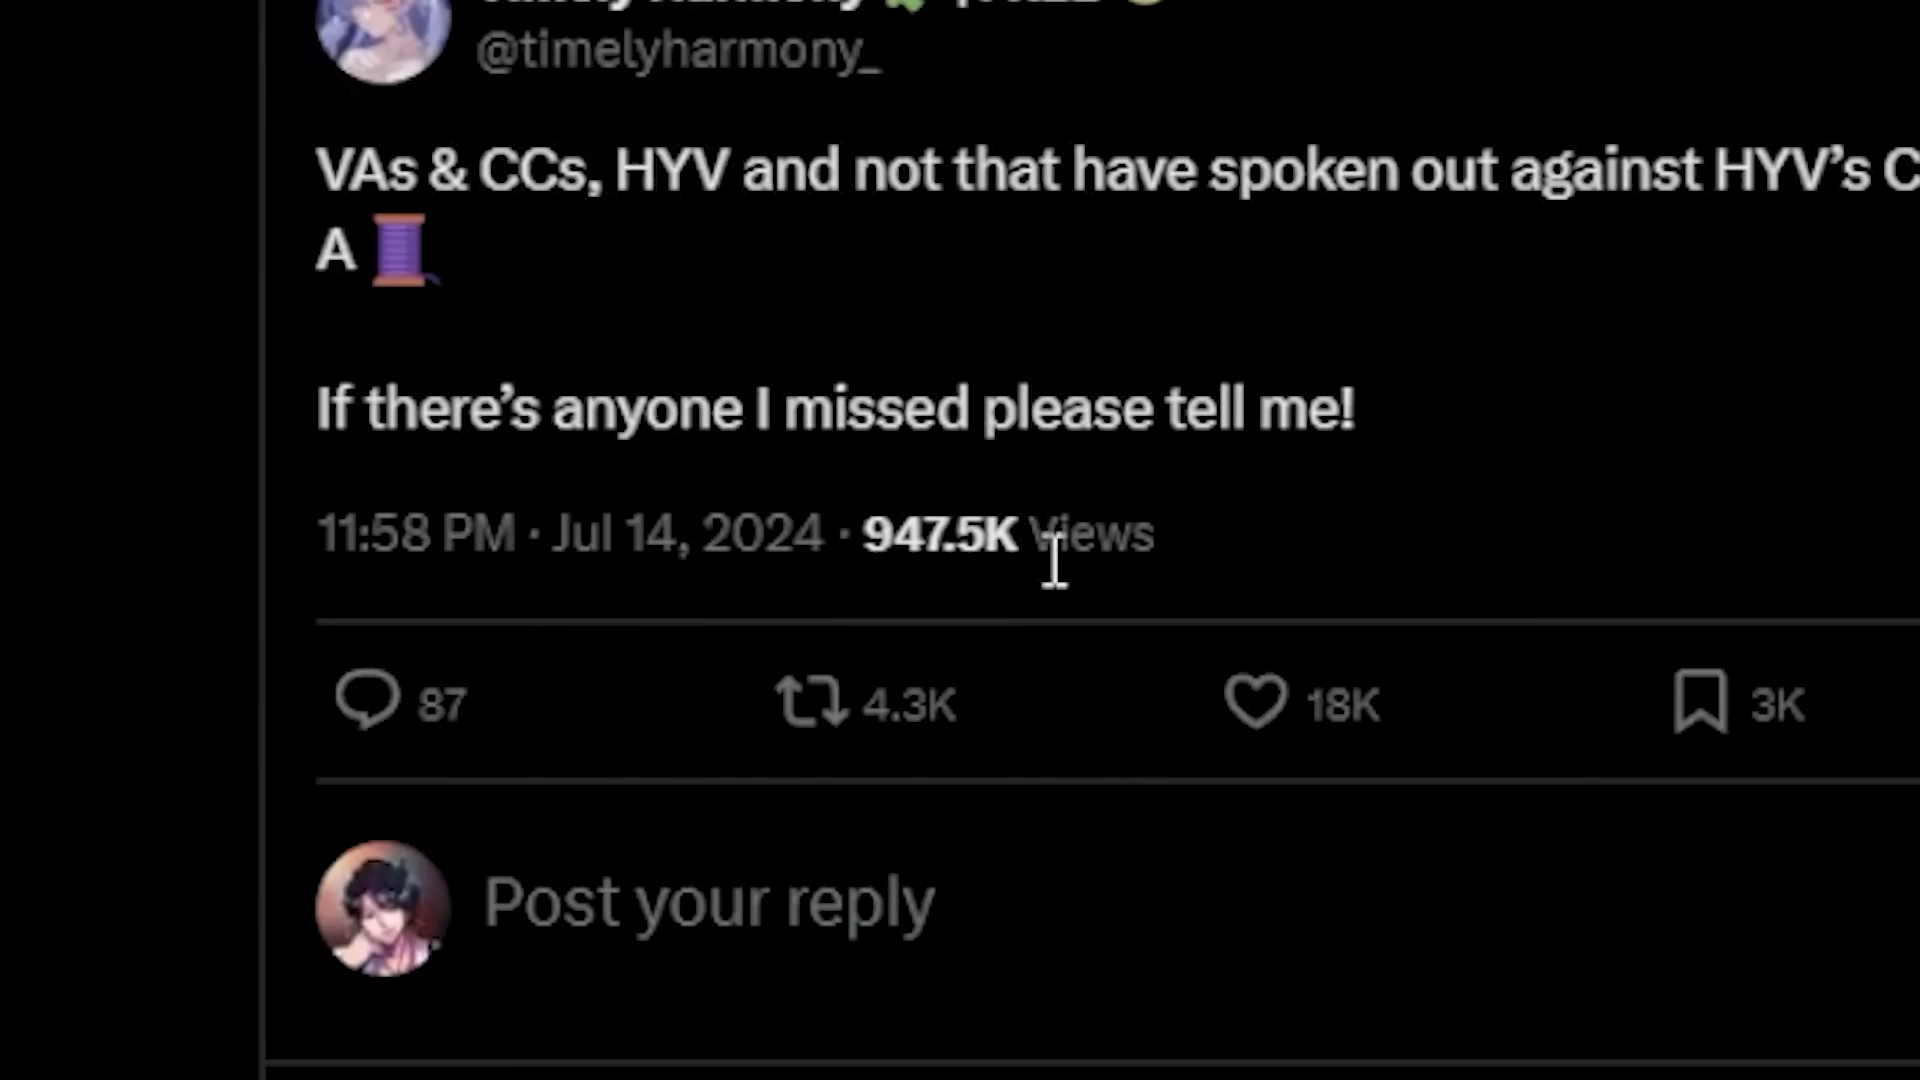 @timelyharmony_
VAs & CCs, HYV and not that have spoken out against HYV’s
A 🧵
If there’s anyone I missed please tell me!
11:58 PM · Jul 14, 2024 · 947.5K Views
87 4.3K 18K 3K
Post your reply